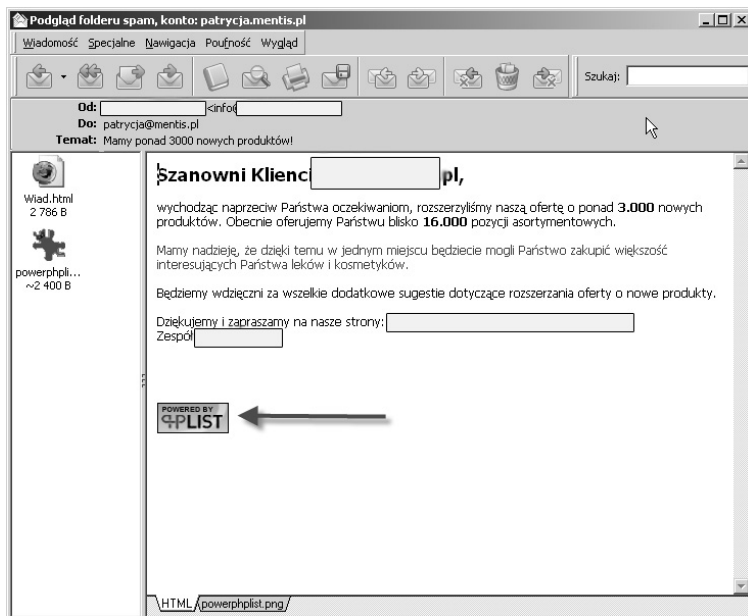 Podgląd folderu spam, konto: patrycja.mentis.pl
Wiadomość Specjalne Nawigacja Poufność Wygląd
Szukaj:
Od: <info@
Do: patrycja@mentis.pl
Temat: Mamy ponad 3000 nowych produktów!
Wiad.html
2 786 B
powerphpli...
~2 400 B
Szanowni Klienci pl,
wychodząc naprzeciw Państwa oczekiwaniom, rozszerzyliśmy naszą ofertę o ponad 3.000 nowych
produktów. Obecnie oferujemy Państwu blisko 16.000 pozycji asortymentowych.
Mamy nadzieję, że dzięki temu w jednym miejscu będziecie mogli Państwo zakupić większość
interesujących Państwa leków i kosmetyków.
Będziemy wdzięczni za wszelkie dodatkowe sugestie dotyczące rozszerzania oferty o nowe produkty.
Dziękujemy i zapraszamy na nasze strony:
Zespół
POWERED BY
PHPLIST
HTML powerphplist.png